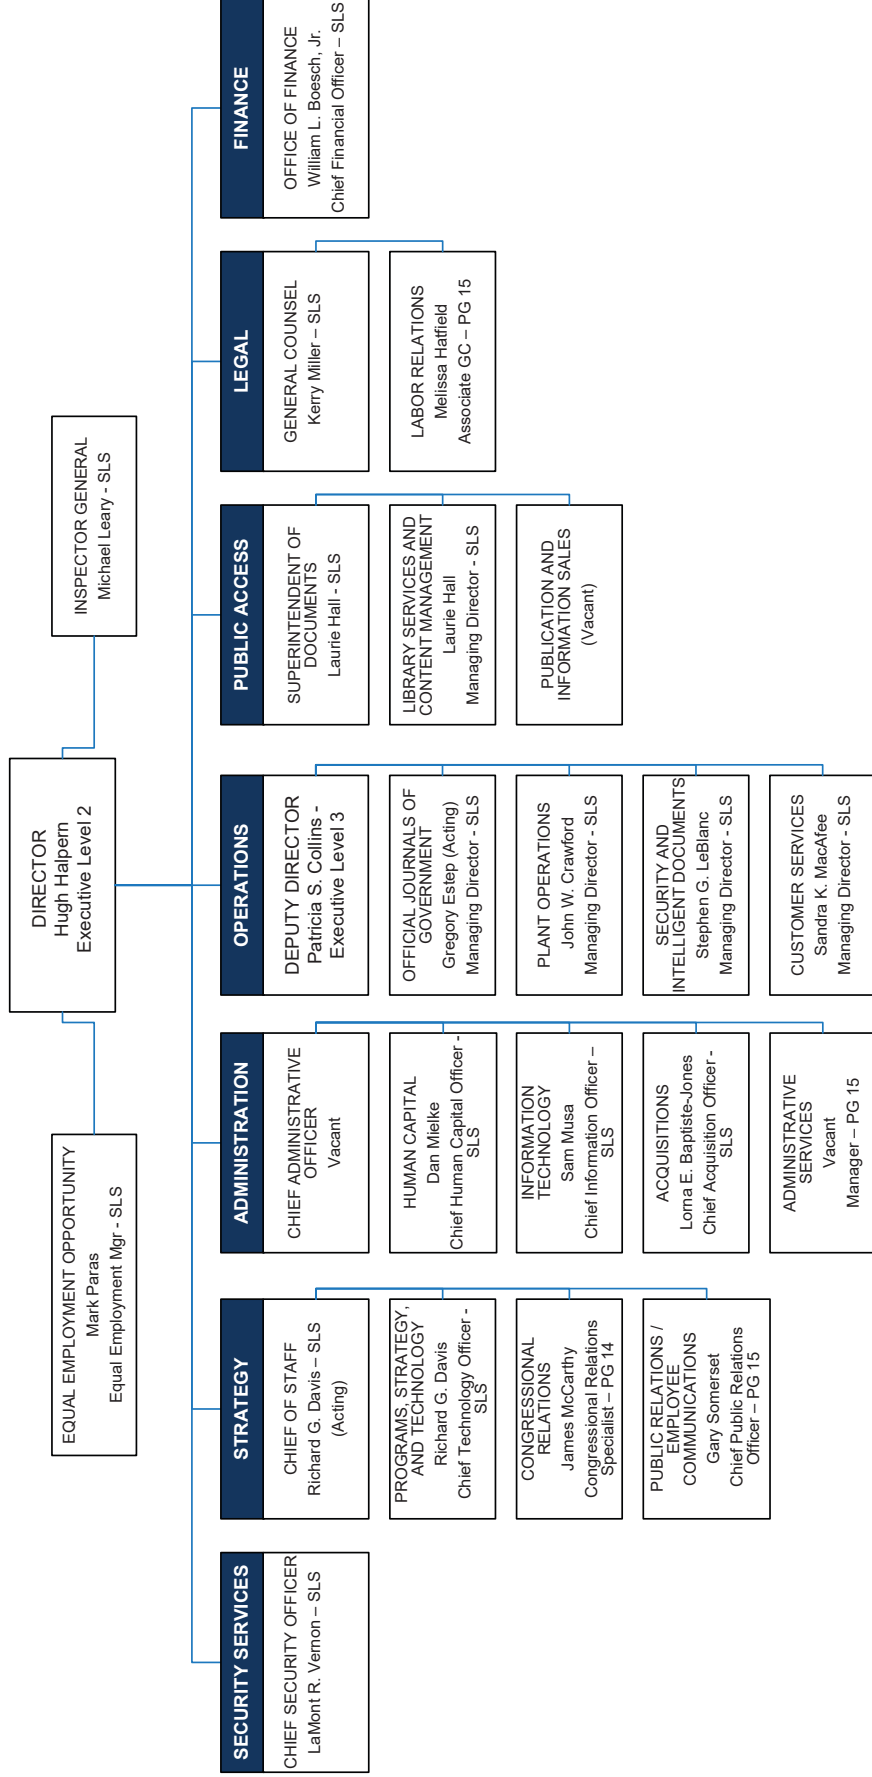 DIRECTOR
Hugh Halpern
Executive Level 2
EQUAL EMPLOYMENT OPPORTUNITY
Mark Paras
Equal Employment Mgr - SLS
INSPECTOR GENERAL
Michael Leary - SLS
SECURITY SERVICES
CHIEF SECURITY OFFICER
LaMont R. Vernon – SLS
STRATEGY
CHIEF OF STAFF
Richard G. Davis – SLS
(Acting)
PROGRAMS, STRATEGY,
AND TECHNOLOGY
Richard G. Davis
Chief Technology Officer -
SLS
CONGRESSIONAL
RELATIONS
James McCarthy
Congressional Relations
Specialist – PG 14
PUBLIC RELATIONS /
EMPLOYEE
COMMUNICATIONS
Gary Somerset
Chief Public Relations
Officer – PG 15
ADMINISTRATION
CHIEF ADMINISTRATIVE
OFFICER
Vacant
HUMAN CAPITAL
Dan Mielke
Chief Human Capital Officer -
SLS
INFORMATION
TECHNOLOGY
Sam Musa
Chief Information Officer –
SLS
ACQUISITIONS
Lorna E. Baptiste-Jones
Chief Acquisition Officer -
SLS
ADMINISTRATIVE
SERVICES
Vacant
Manager – PG 15
OPERATIONS
DEPUTY DIRECTOR
Patricia S. Collins -
Executive Level 3
OFFICIAL JOURNALS OF
GOVERNMENT
Gregory Estep (Acting)
Managing Director - SLS
PLANT OPERATIONS
John W. Crawford
Managing Director - SLS
SECURITY AND
INTELLIGENT DOCUMENTS
Stephen G. LeBlanc
Managing Director - SLS
CUSTOMER SERVICES
Sandra K. MacAfee
Managing Director - SLS
PUBLIC ACCESS
SUPERINTENDENT OF
DOCUMENTS
Laurie Hall - SLS
LIBRARY SERVICES AND
CONTENT MANAGEMENT
Laurie Hall
Managing Director - SLS
PUBLICATION AND
INFORMATION SALES
(Vacant)
LEGAL
GENERAL COUNSEL
Kerry Miller – SLS
LABOR RELATIONS
Melissa Hatfield
Associate GC – PG 15
FINANCE
OFFICE OF FINANCE
William L. Boesch, Jr.
Chief Financial Officer – SLS